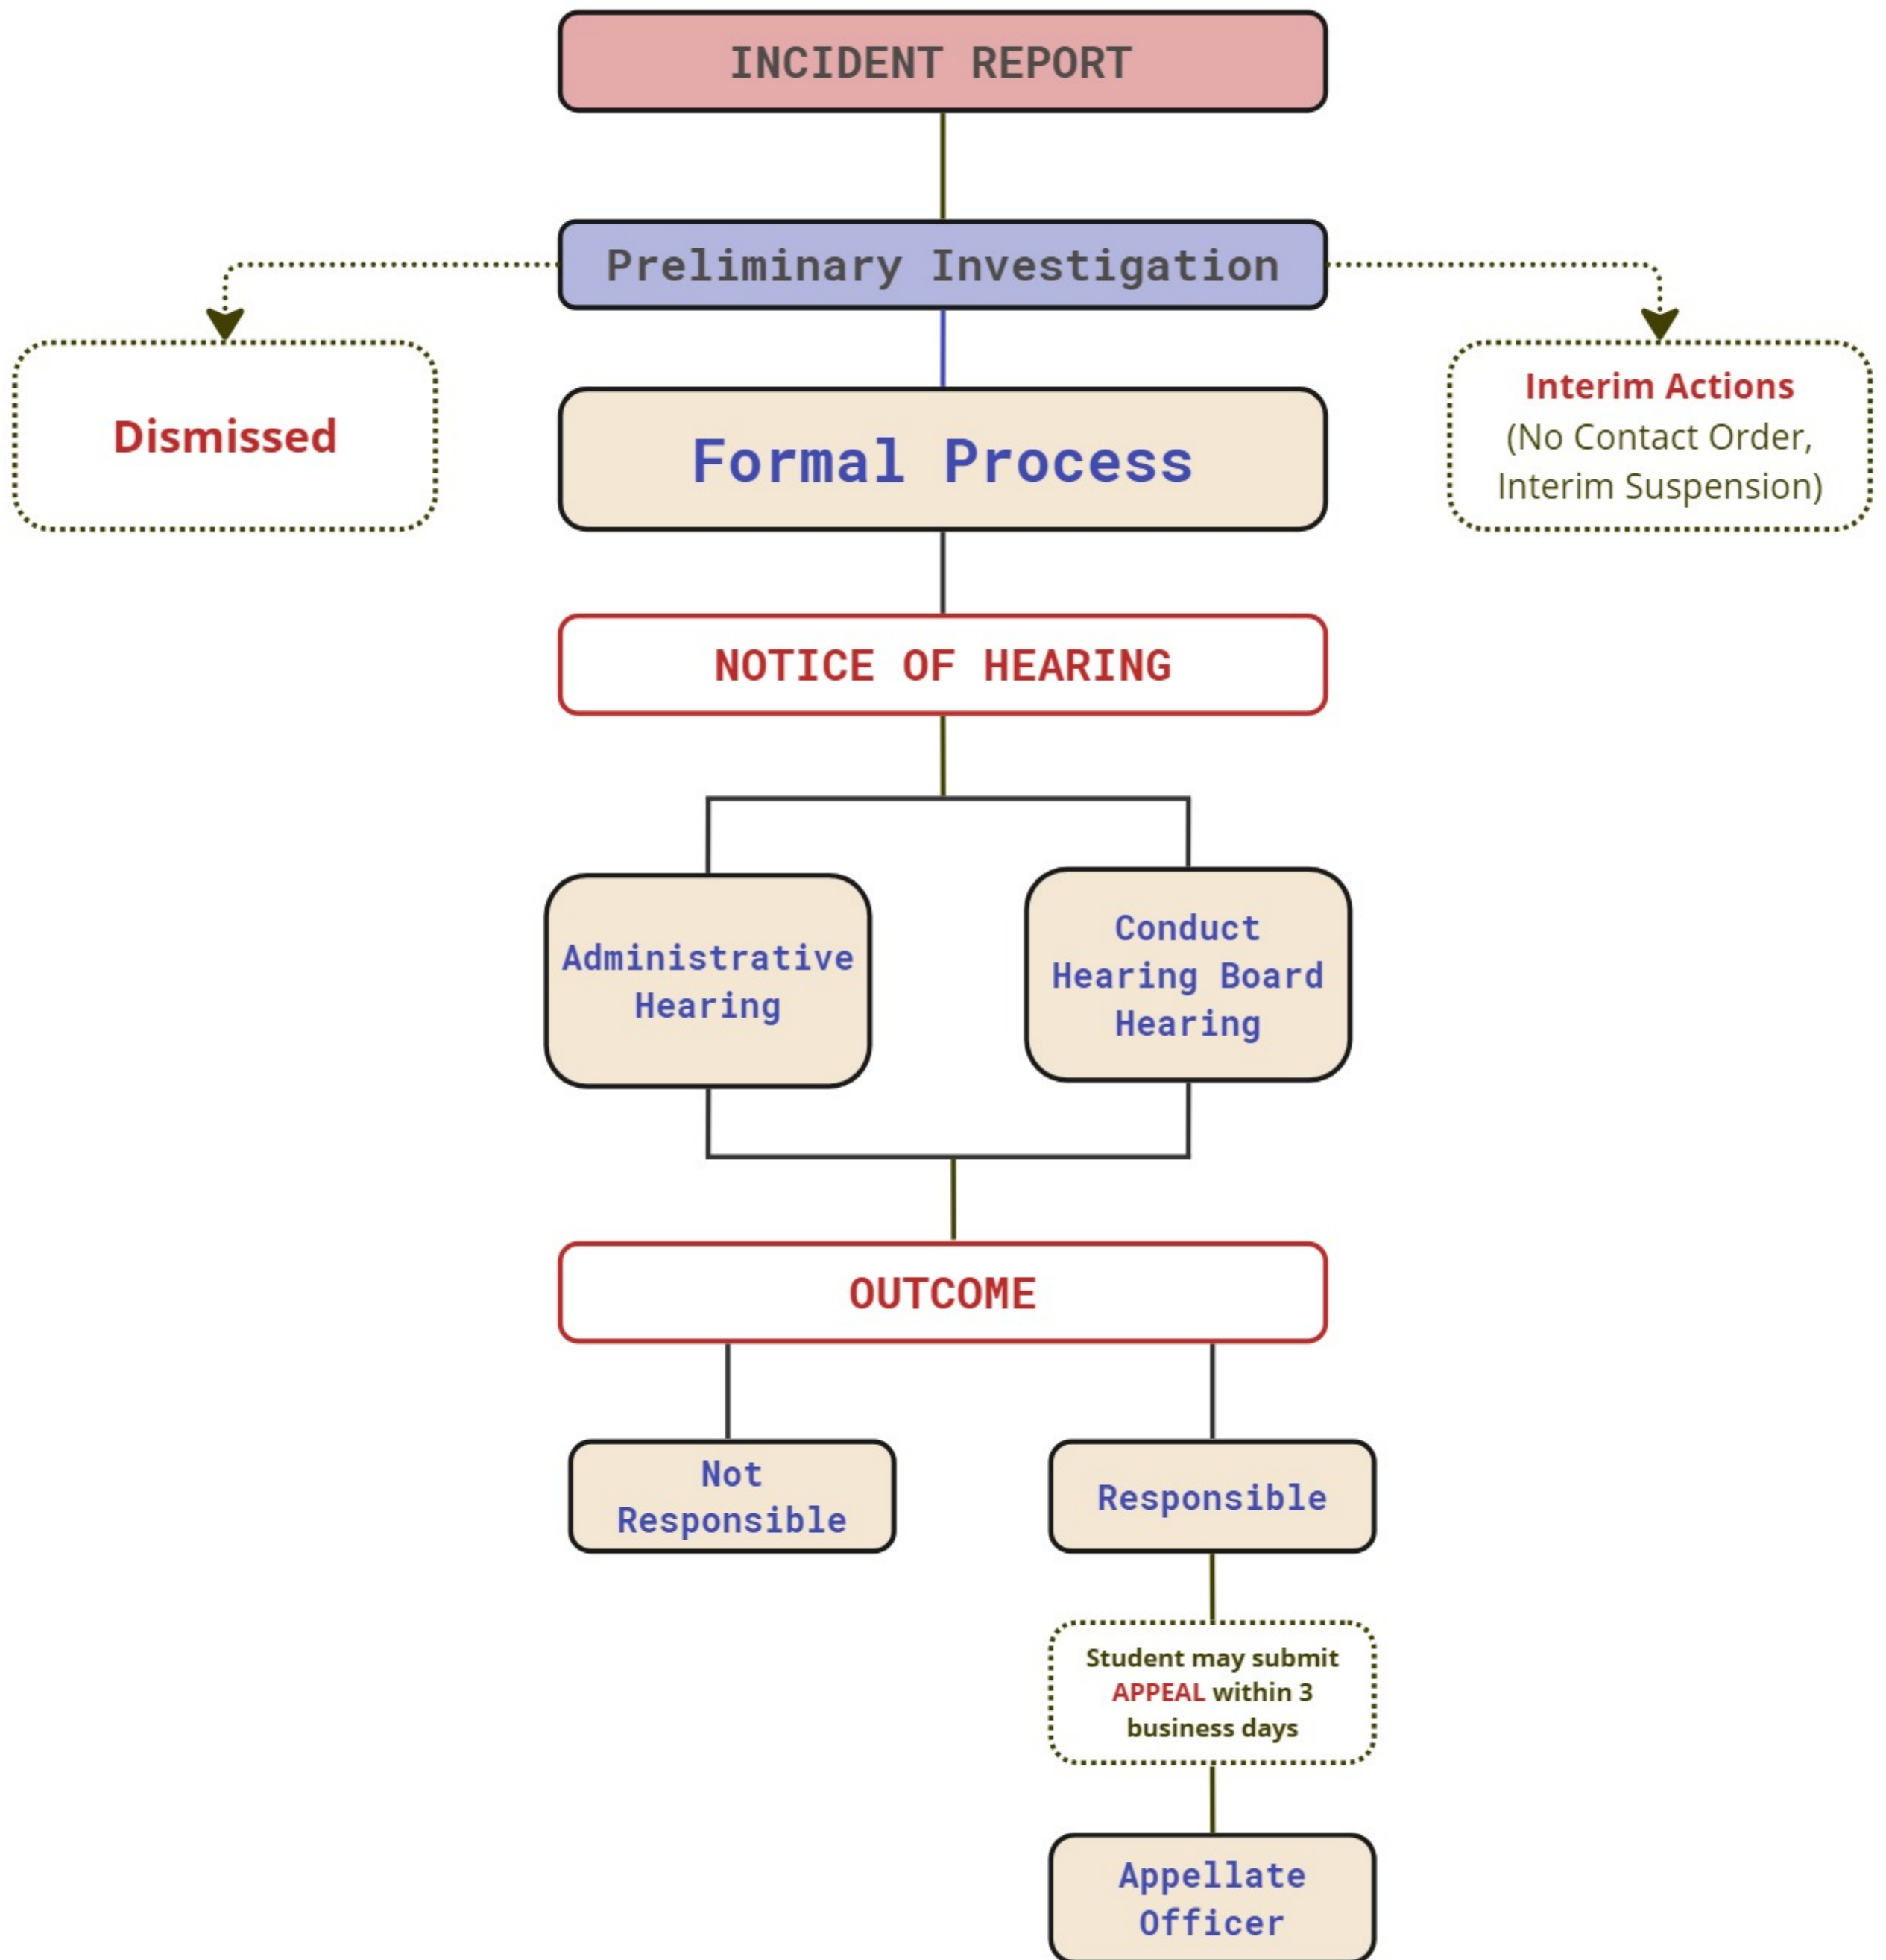 INCIDENT REPORT
Preliminary Investigation
Dismissed
Interim Actions
(No Contact Order,
Interim Suspension)
Formal Process
NOTICE OF HEARING
Administrative
Hearing
Conduct
Hearing Board
Hearing
OUTCOME
Not
Responsible
Responsible
Student may submit
APPEAL within 3
business days
Appellate
Officer